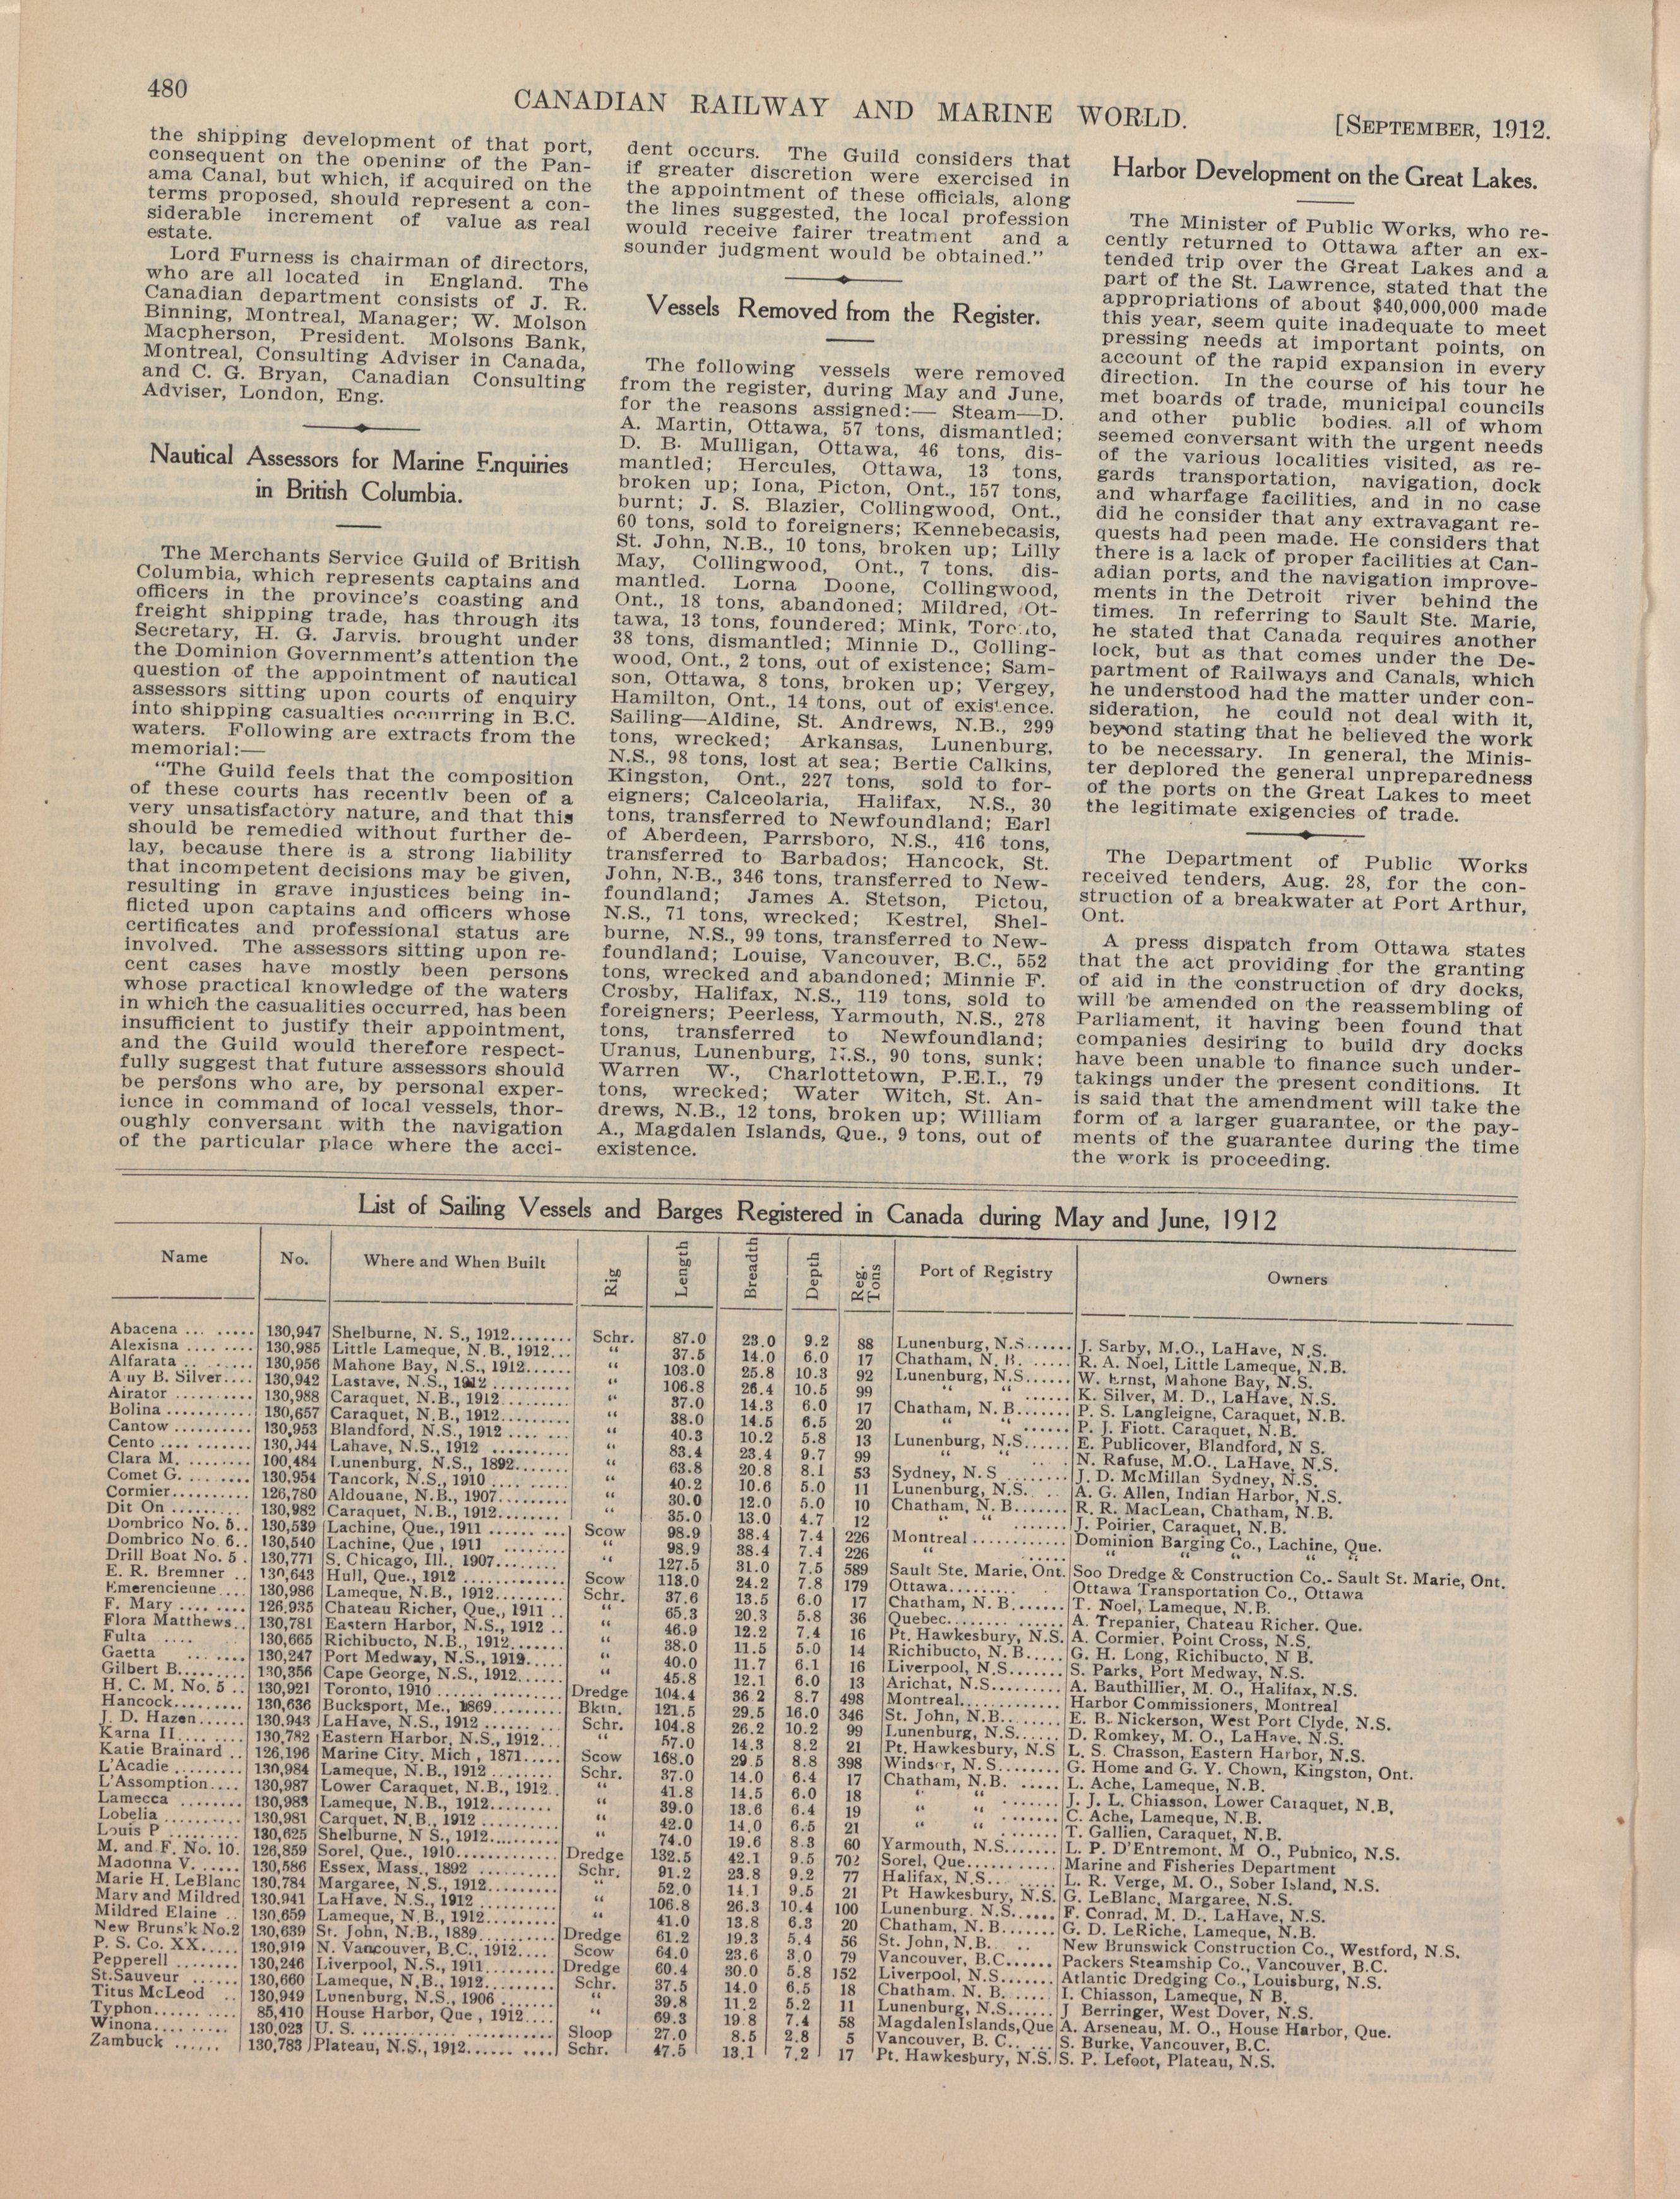 480
CANADIAN RAILWAY AND MARINE WORLD.
[SEPTEMBER, 1912.
the shipping development of that port,
consequent on the opening of the Pan-
ama Canal, but which, if acquired on the
terms proposed, should represent a con-
siderable increment of value as real
estate.
Lord Furness is chairman of directors,
who are all located in England. The
Canadian department consists of J. R.
Binning, Montreal, Manager; W. Molson
Macpherson, President. Molsons Bank,
Montreal, Consulting Adviser in Canada,
and C. G. Bryan, Canadian Consulting
Adviser, London, Eng.
Nautical Assessors for Marine Enquiries
in British Columbia.
The Merchants Service Guild of British
Columbia, which represents captains and
officers in the province's coasting and
freight shipping trade, has through its
Secretary, H. G. Jarvis. brought under
the Dominion Government's attention the
question of the appointment of nautical
assessors sitting upon courts of enquiry
into shipping casualties occurring in B.C.
waters. Following are extracts from the
memorial:—
"The Guild feels that the composition
of these courts has recently been of a
very unsatisfactory nature, and that this
should be remedied without further de-
lay, because there is a strong liability
that incompetent decisions may be given,
resulting in grave injustices being in-
flicted upon captains and officers whose
certificates and professional status are
involved. The assessors sitting upon re-
cent cases have mostly been persons
whose practical knowledge of the waters
in which the casualities occurred, has been
insufficient to justify their appointment,
and the Guild would therefore respect-
fully suggest that future assessors should
be persons who are, by personal exper-
ience in command of local vessels, thor-
oughly conversant with the navigation
of the particular place where the acci-
dent occurs. The Guild considers that
if greater discretion were exercised in
the appointment of these officials, along
the lines suggested, the local profession
would receive fairer treatment and a
sounder judgment would be obtained."
Vessels Removed from the Register.
The following vessels were removed
from the register, during May and June,
for the reasons assigned:— Steam—D.
A. Martin, Ottawa, 57 tons, dismantled;
D. B. Mulligan, Ottawa, 46 tons, dis-
mantled; Hercules, Ottawa, 13 tons,
broken up; Iona, Picton, Ont., 157 tons,
burnt; J. S. Blazier, Collingwood, Ont.,
60 tons, sold to foreigners; Kennebecasis,
St. John, N.B., 10 tons, broken up; Lilly
May, Collingwood, Ont., 7 tons, dis-
mantled. Lorna Doone, Collingwood,
Ont., 18 tons, abandoned; Mildred, Ot-
tawa, 13 tons, foundered; Mink, Toronto,
38 tons, dismantled; Minnie D., Colling-
wood, Ont., 2 tons, out of existence; Sam-
son, Ottawa, 8 tons, broken up; Vergey,
Hamilton, Ont., 14 tons, out of existence.
Sailing—Aldine, St. Andrews, N.B., 299
tons, wrecked; Arkansas, Lunenburg,
N.S., 98 tons, lost at sea; Bertie Calkins,
Kingston, Ont., 227 tons, sold to for-
eigners; Calceolaria, Halifax, N.S., 30
tons, transferred to Newfoundland; Earl
of Aberdeen, Parrsboro, N.S., 416 tons,
transferred to Barbados; Hancock, St.
John, N.B., 346 tons, transferred to New-
foundland; James A. Stetson, Pictou,
N.S., 71 tons, wrecked; Kestrel, Shel-
burne, N.S., 99 tons, transferred to New-
foundland; Louise, Vancouver, B.C., 552
tons, wrecked and abandoned; Minnie F.
Crosby, Halifax, N.S., 119 tons, sold to
foreigners; Peerless, Yarmouth, N.S., 278
tons, transferred to Newfoundland;
Uranus, Lunenburg, N.S., 90 tons, sunk;
Warren W., Charlottetown, P.E.I., 79
tons, wrecked; Water Witch, St. An-
drews, N.B., 12 tons, broken up; William
A., Magdalen Islands, Que., 9 tons, out of
existence.
Harbor Development on the Great Lakes.
The Minister of Public Works, who re-
cently returned to Ottawa after an ex-
tended trip over the Great Lakes and a
part of the St. Lawrence, stated that the
appropriations of about $40,000,000 made
this year, seem quite inadequate to meet
pressing needs at important points, on
account of the rapid expansion in every
direction. In the course of his tour he
met boards of trade, municipal councils
and other public bodies. all of whom
seemed conversant with the urgent needs
of the various localities visited, as re-
gards transportation, navigation, dock
and wharfage facilities, and in no case
did he consider that any extravagant re-
quests had peen made. He considers that
there is a lack of proper facilities at Can-
adian ports, and the navigation improve-
ments in the Detroit river behind the
times. In referring to Sault Ste. Marie,
he stated that Canada requires another
lock, but as that comes under the De-
partment of Railways and Canals, which
he understood had the matter under con-
sideration, he could not deal with it,
beyond stating that he believed the work
to be necessary. In general, the Minis-
ter deplored the general unpreparedness
of the ports on the Great Lakes to meet
the legitimate exigencies of trade.
The Department of Public Works
received tenders, Aug. 28, for the con-
struction of a breakwater at Port Arthur,
Ont.
A press dispatch from Ottawa states
that the act providing for the granting
of aid in the construction of dry docks,
will be amended on the reassembling of
Parliament, it having been found that
companies desiring to build dry docks
have been unable to finance such under-
takings under the present conditions. It
is said that the amendment will take the
form of a larger guarantee, or the pay-
ments of the guarantee during the time
the work is proceeding.
List of Sailing Vessels and Barges Registered in Canada during May and June, 1912
Name No. Where and When Built Rig Length Breadth Depth Reg. Tons Port of Registry Owners
Abacena ... ..... 130,947 Shelburne, N. S., 1912........ Schr. 87.0 23.0 9.2 88 Lunenburg, N.S...... J. Sarby, M.O., LaHave, N.S.
Alexisna .... .... 130,985 Little Lameque, N.B., 1912... " 37.5 14.0 6.0 17 Chatham, N. B. ..... R. A. Noel, Little Lameque, N.B.
Alfarata .. . ..... 130,956 Mahone Bay, N.S., 1912...... " 103.0 25.8 10.3 92 Lunenburg, N.S...... W. Ernst, Mahone Bay, N.S.
A uy B. Silver.... 130,942 Lastave, N.S., 1912 .......... " 106.8 26.4 10.5 99 " " ...... K. Silver, M. D., LaHave, N.S.
Airator .......... 130,988 Caraquet, N.B., 1912......... " 37.0 14.3 6.0 17 Chatham, N. B....... P. S. Langleigne, Caraquet, N.B.
Bolina ........... 130,657 Caraquet, N.B., 1912......... " 38.0 14.5 6.5 20 " " ...... P. J. Fiott. Caraquet, N.B.
Cantow .......... 130,953 Blandford, N.S., 1912 .... ... " 40.3 10.2 5.8 13 Lunenburg, N.S...... E. Publicover, Blandford, N S.
Cento .... ....... 130,944 Lahave, N.S., 1912 .......... " 83.4 23.4 9.7 99 " " .... N. Rafuse, M.O., LaHave, N.S.
Clara M. ......... 100,484 Lunenburg, N.S., 1892....... " 63.8 20.8 8.1 53 Sydney, N. S ........ J. D. McMillan Sydney, N.S.
Comet G. ... .... 130,954 Tancork, N.S., 1910 .... ..... " 40.2 10.6 5.0 11 Lunenburg, N.S.. .. A. G. Allen, Indian Harbor, N.S.
Cormier.......... 126,780 Aldouane, N.B., 1907......... " 30.0 12.0 5.0 10 Chatham, N. B....... R. R. MacLean, Chatham, N.B.
Dit On .... ..... 130,982 Caraquet, N.B., 1912......... " 35.0 13.0 4.7 12 " " ....... J. Poirier, Caraquet, N.B.
Dombrico No. 5.. 130,539 Lachine, Que., 1911 ...... ... Scow 98.9 38.4 7.4 226 Montreal ............ Dominion Barging Co., Lachine, Que.
Dombrico No. 6.. 130,540 Lachine, Que , 1911 ......... " 98.9 38.4 7.4 226 " ..... " " " "
Drill Boat No. 5 . 130,771 S. Chicago, Ill., 1907........ " 127.5 31.0 7.5 589 Sault Ste. Marie, Ont. Soo Dredge & Construction Co.- Sault St. Marie, Ont.
E. R. Bremner .. 130,643 Hull, Que., 1912 ............. Scow 113.0 24.2 7.8 179 Ottawa......... . Ottawa Transportation Co., Ottawa
Emerencienne.... 130,986 Lameque, N.B., 1912......... Schr. 37.6 13.5 6.0 17 Chatham, N. B....... T. Noel, Lameque, N.B.
F. Mary .... .... 126,935 Chateau Richer, Que., 1911 .. " 65.3 20.3 5.8 36 Quebec.... ... ...... A. Trepanier, Chateau Richer. Que.
Flora Matthews.. 130,781 Eastern Harbor, N.S., 1912 .. " 46.9 12.2 7.4 16 Pt. Hawkesbury, N.S. A. Cormier, Point Cross, N.S.
Fulta .... 130,665 Richibucto, N.B., 1912....... " 38.0 11.5 5.0 14 Richibucto, N. B..... G. H. Long, Richibucto, N B.
Gaetta ... .... 130,247 Port Medway, N.S., 1912..... " 40.0 11.7 6.1 16 Liverpool, N.S....... S. Parks, Port Medway, N.S.
Gilbert B......... 130,356 Cape George, N.S., 1912...... " 45.8 12.1 6.0 13 Arichat, N.S......... A. Bauthillier, M. O., Halifax, N.S.
H. C. M. No. 5 .. 130,921 Toronto, 1910 ...... ......... Dredge 104.4 36 2 8.7 498 Montreal............ Harbor Commissioners, Montreal
Hancock......... 130,636 Bucksport, Me., 1869......... Bktn. 121.5 29.5 16.0 346 St. John, N.B.. ..... E. B. Nickerson, West Port Clyde, N.S.
J. D. Hazen...... 130,943 LaHave, N.S., 1912 ...... ... Schr. 104.8 26.2 10.2 99 Lunenburg, N.S...... D. Romkey, M. O., LaHave, N.S.
Karna II.... .... 130,782 Eastern Harbor, N.S., 1912... " 57.0 14.3 8.2 21 Pt. Hawkesbury, N.S L. S. Chasson, Eastern Harbor, N.S.
Katie Brainard .. 126,196 Marine City, Mich , 1871..... Scow 168.0 29.5 8.8 398 Windsor, N. S........ G. Home and G. Y. Chown, Kingston, Ont.
L'Acadie ......... 130,984 Lameque, N.B., 1912 ........ Schr. 37.0 14.0 6.4 17 Chatham, N.B. ..... L. Ache, Lameque, N.B.
L'Assomption.... 130,987 Lower Caraquet, N.B., 1912.. " 41.8 14.5 6.0 18 " " ....... J. J. L. Chiasson, Lower Caraquet, N.B,
Lamecca ........ 130,983 Lameque, N.B., 1912........ " 39.0 13.6 6.4 19 " " ...... C. Ache, Lameque, N.B.
Lobelia .......... 130,981 Carquet, N.B., 1912 ......... " 42.0 14.0 6.5 21 " " ...... T. Gallien, Caraquet, N.B.
Louis P ......... 130,625 Shelburne, N S., 1912.......... " 74.0 19.6 8.3 60 Yarmouth, N.S....... L. P. D'Entremont, M O., Pubnico, N.S.
M. and F. No. 10. 126,859 Sorel, Que., 1910............. Dredge 132.5 42.1 9.5 702 Sorel, Que........... Marine and Fisheries Department
Madonna V. ..... 130,586 Essex, Mass., 1892 .......... Schr. 91.2 23.8 9.2 77 Halifax, N.S.. ..... L. R. Verge, M. O., Sober Island, N.S.
Marie H. LeBlanc 130,784 Margaree, N.S., 1912......... " 52.0 14.1 9.5 21 Pt Hawkesbury, N.S. G. LeBlanc, Margaree, N.S.
Mary and Mildred 130,941 LaHave, N.S., 1912 .......... " 106.8 26.3 10.4 100 Lunenburg. N.S...... F. Conrad, M. D., LaHave, N.S.
Mildred Elaine .. 130,659 Lameque, N.B., 1912......... " 41.0 13.8 6.3 20 Chatham, N. B....... G. D. LeRiche, Lameque, N.B.
New Bruns'k No.2 130,639 St. John, N.B., 1889.......... Dredge 61.2 19.3 5.4 56 St. John, N.B. .. New Brunswick Construction Co., Westford, N.S.
P. S. Co. XX..... 130,919 N. Vancouver, B.C., 1912.... Scow 64.0 23.6 3.0 79 Vancouver, B.C...... Packers Steamship Co., Vancouver, B.C.
Pepperell ........ 130,246 Liverpool, N.S., 1911......... Dredge 60.4 30.0 5.8 152 Liverpool, N.S....... Atlantic Dredging Co., Louisburg, N.S.
St.Sauveur ...... 130,660 Lameque, N.B., 1912......... Schr. 37.5 14.0 6.5 18 Chatham. N. B..... I. Chiasson, Lameque, N B.
Titus McLeod .. 130,949 Lunenburg, N.S., 1906 ....... " 39.8 11.2 5.2 11 Lunenburg, N.S...... J Berringer, West Dover, N.S.
Typhon.......... 85,410 House Harbor, Que , 1912.... " 69.3 19 8 7.4 58 Magdalen Islands, Que A. Arseneau, M. O., House Harbor, Que.
Winona.... ..... 130,023 U. S. ........................ Sloop 27.0 8.5 2.8 5 Vancouver, B. C.. ... S. Burke, Vancouver, B.C.
Zambuck ...... 130,783 Plateau, N.S., 1912...... .... Schr. 47.5 13.1 7.2 17 Pt. Hawkesbury, N.S. S. P. Lefoot, Plateau, N.S.